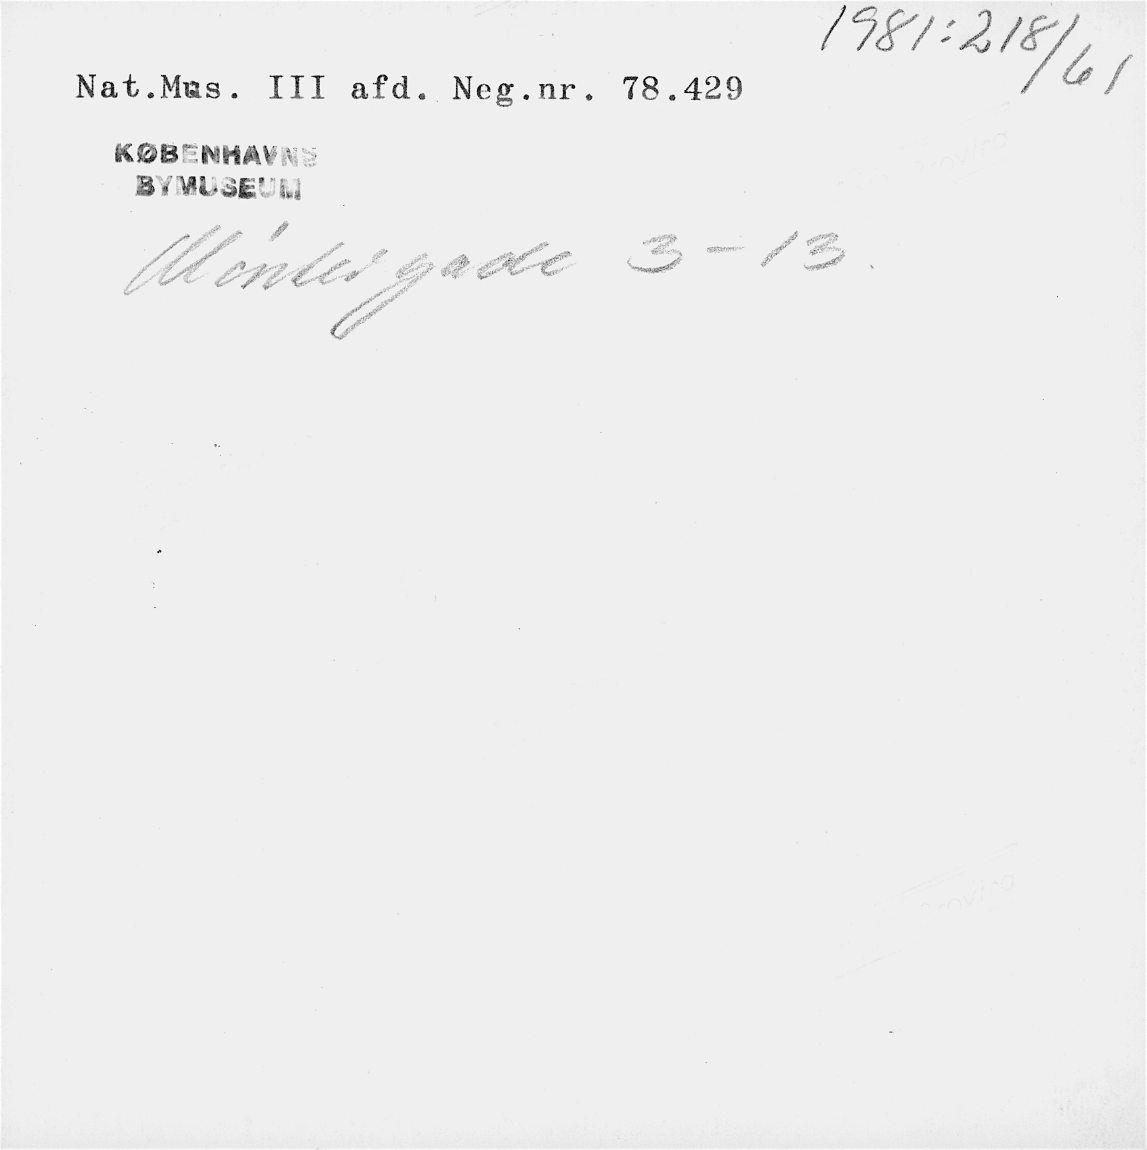 1981:218/61
Nat.Mus. III afd. Neg.nr. 78.429
KØBENHAVNS
BYMUSEUM
Møntergade 3-13